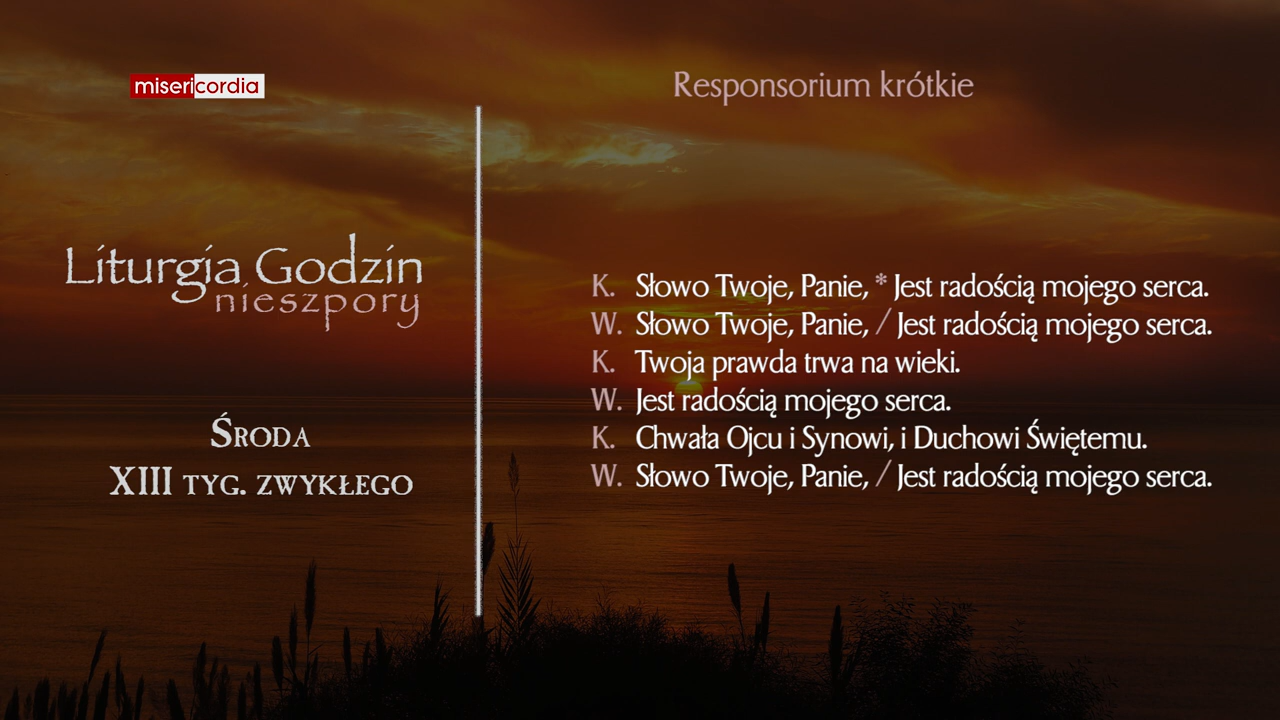 misericordia
Responsorium krótkie
Liturgia Godzin
nieszpory
Środa
XIII tyg. zwykłego
K. Słowo Twoje, Panie, * Jest radością mojego serca.
W. Słowo Twoje, Panie, / Jest radością mojego serca.
K. Twoja prawda trwa na wieki.
W. Jest radością mojego serca.
K. Chwała Ojcu i Synowi, i Duchowi Świętemu.
W. Słowo Twoje, Panie, / Jest radością mojego serca.